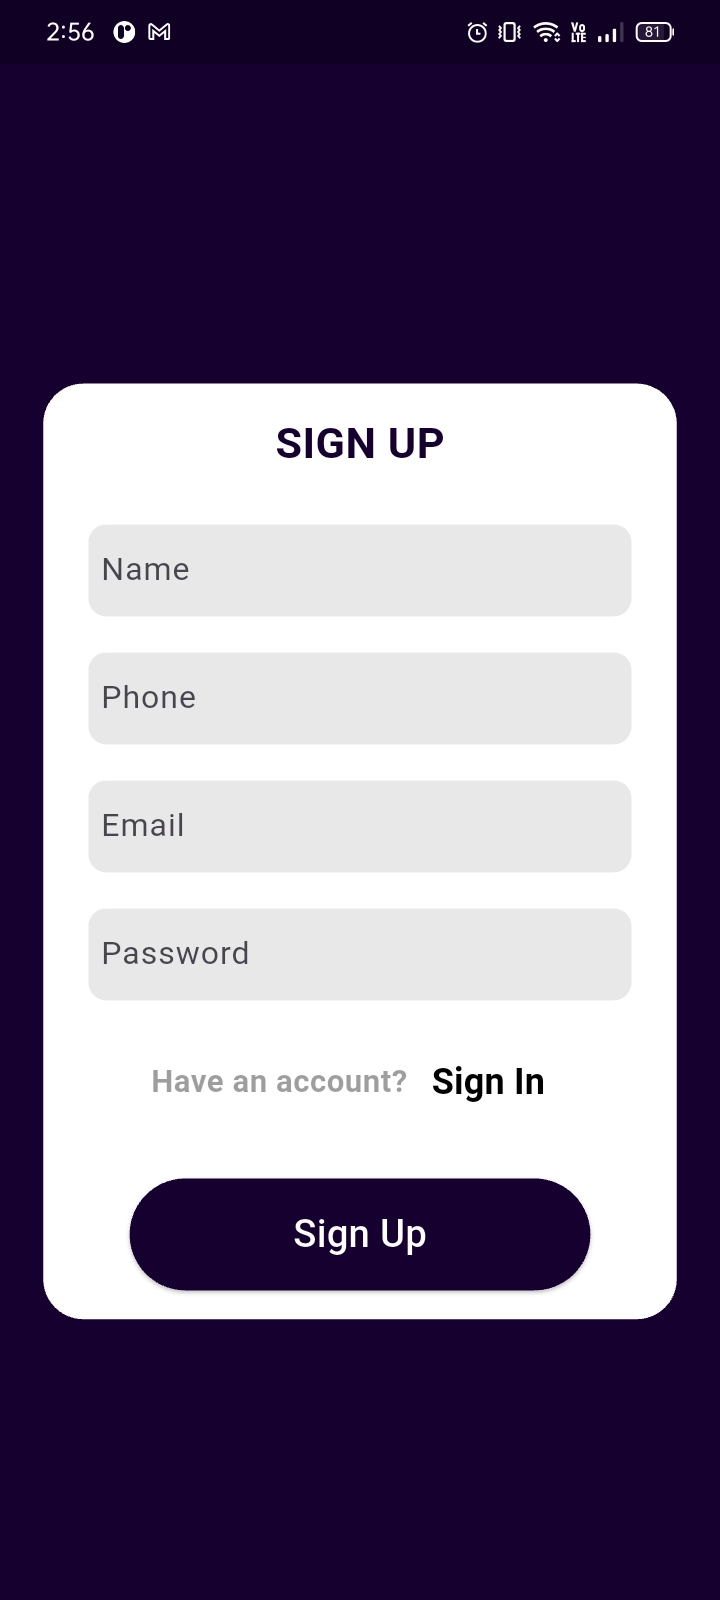 2:56 Vo LTE 81
SIGN UP
Name
Phone
Email
Password
Have an account? Sign In
Sign Up